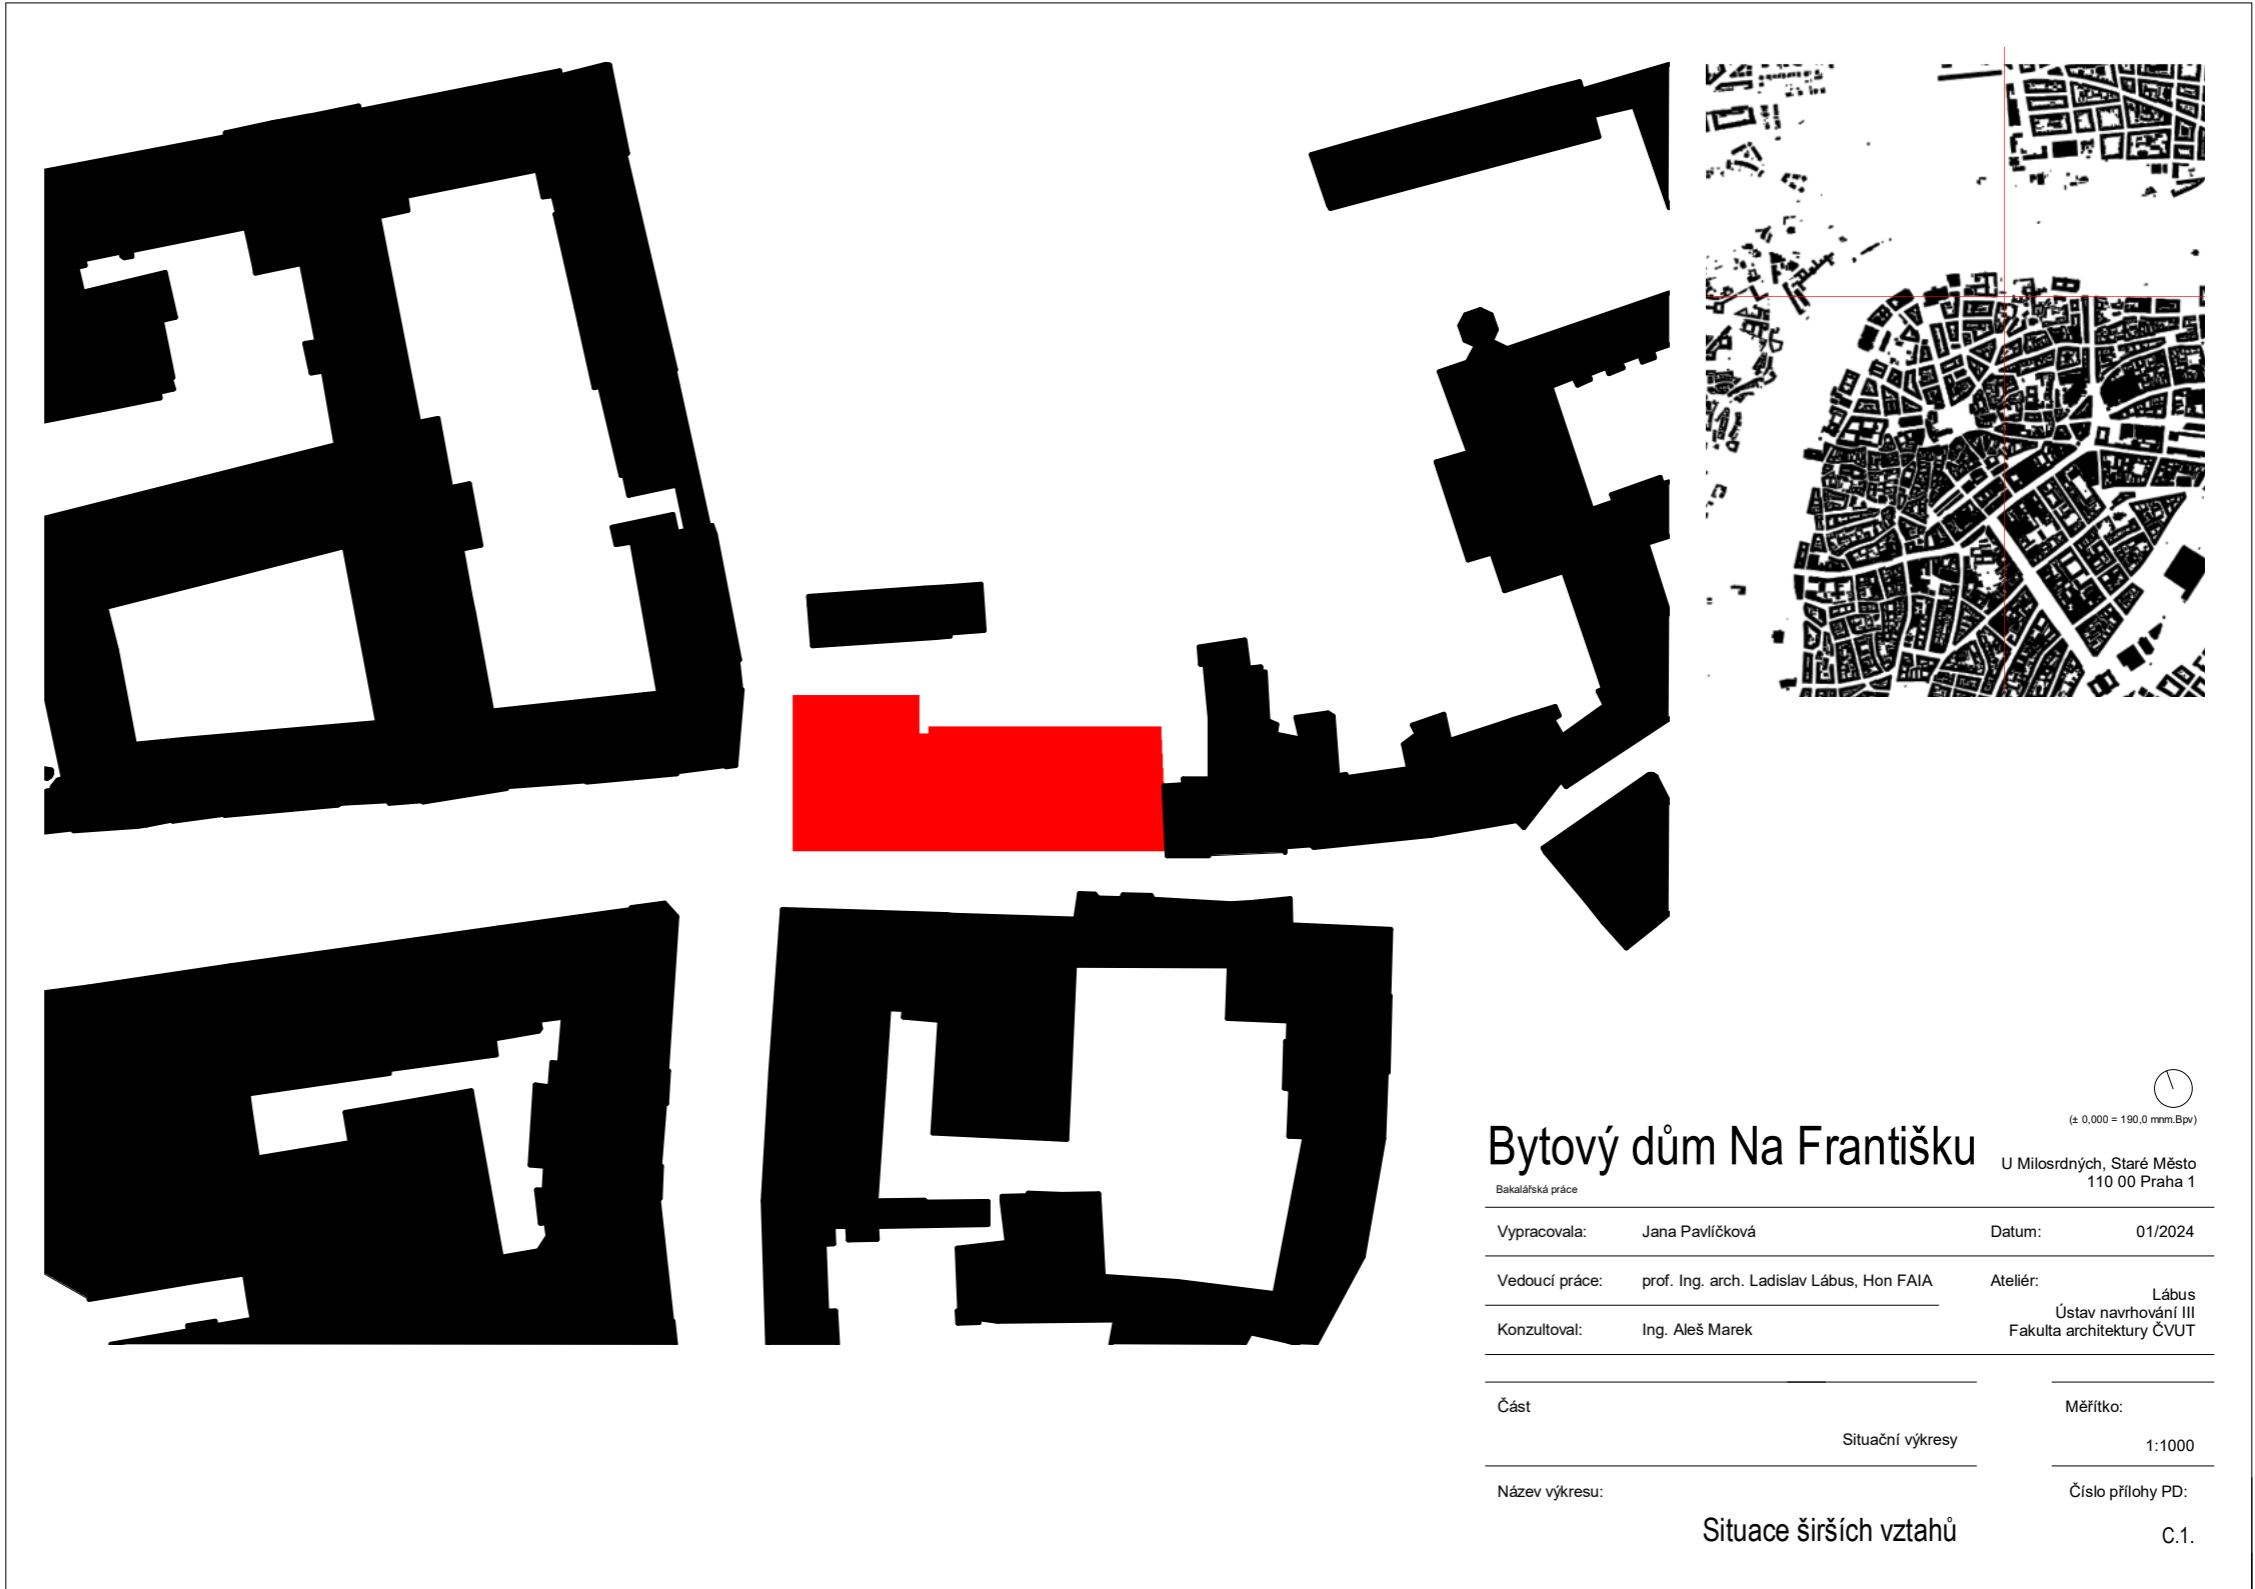 (± 0,000 = 190,0 mnm.Bpv)
Bytový dům Na Františku
U Milosrdných, Staré Město
110 00 Praha 1
Bakalářská práce
Vypracovala: Jana Pavlíčková Datum: 01/2024
Vedoucí práce: prof. Ing. arch. Ladislav Lábus, Hon FAIA Ateliér:
Lábus
Ústav navrhování III
Konzultoval: Ing. Aleš Marek Fakulta architektury ČVUT
Část Měřítko:
Situační výkresy 1:1000
Název výkresu: Číslo přílohy PD:
Situace širších vztahů C.1.